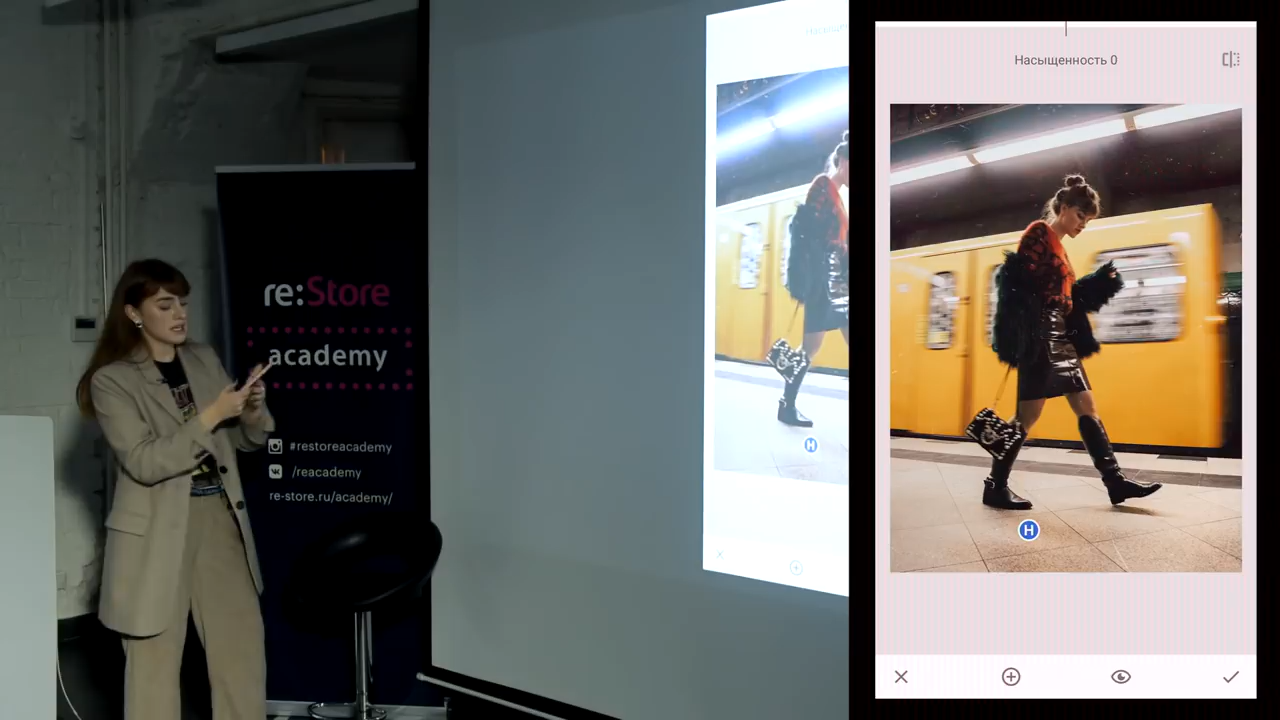 re:Store
academy
#restoreacademy
/reacademy
re-store.ru/academy/
Насыщенность 0
H
H